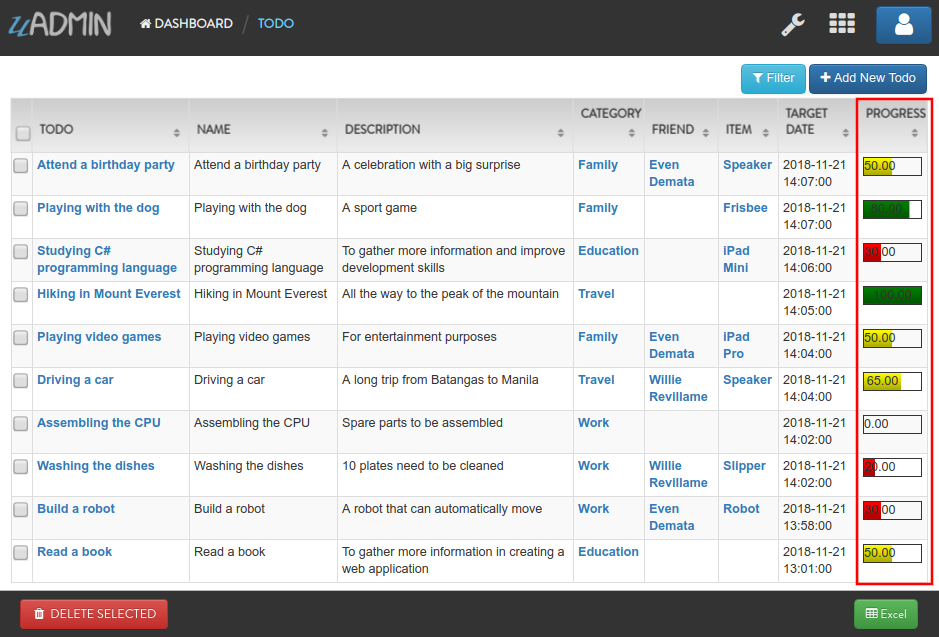 uADMIN DASHBOARD / TODO
Filter + Add New Todo
TODO NAME DESCRIPTION CATEGORY FRIEND ITEM TARGET DATE PROGRESS
Attend a birthday party Attend a birthday party A celebration with a big surprise Family Even Demata Speaker 2018-11-21 14:07:00 50.00
Playing with the dog Playing with the dog A sport game Family Frisbee 2018-11-21 14:07:00 80.00
Studying C# programming language Studying C# programming language To gather more information and improve development skills Education iPad Mini 2018-11-21 14:06:00 30.00
Hiking in Mount Everest Hiking in Mount Everest All the way to the peak of the mountain Travel 2018-11-21 14:05:00 100.00
Playing video games Playing video games For entertainment purposes Family Even Demata iPad Pro 2018-11-21 14:04:00 50.00
Driving a car Driving a car A long trip from Batangas to Manila Travel Willie Revillame Speaker 2018-11-21 14:04:00 65.00
Assembling the CPU Assembling the CPU Spare parts to be assembled Work 2018-11-21 14:02:00 0.00
Washing the dishes Washing the dishes 10 plates need to be cleaned Work Willie Revillame Slipper 2018-11-21 14:02:00 20.00
Build a robot Build a robot A robot that can automatically move Work Even Demata Robot 2018-11-21 13:58:00 30.00
Read a book Read a book To gather more information in creating a web application Education 2018-11-21 13:01:00 50.00
DELETE SELECTED Excel